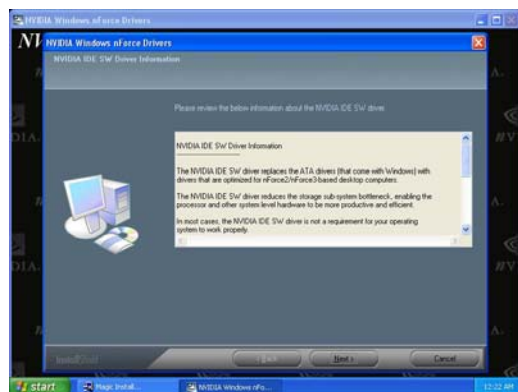 NVIDIA Windows nForce Drivers
NV
NVIDIA Windows nForce Drivers
NVIDIA IDE SW Driver Information
Please review the below information about the NVIDIA IDE SW driver.
NVIDIA IDE SW Driver Information
The NVIDIA IDE SW driver replaces the ATA drivers (that come with Windows) with
drivers that are optimized for nForce2/nForce3-based desktop computers.
The NVIDIA IDE SW driver reduces the storage sub-system bottleneck, enabling the
processor and other system level hardware to be more productive and efficient.
In most cases, the NVIDIA IDE SW driver is not a requirement for your operating
system to work properly.
InstallShield
< Back
Next >
Cancel
start
Magic Install...
NVIDIA Windows nFo...
12:22 AM